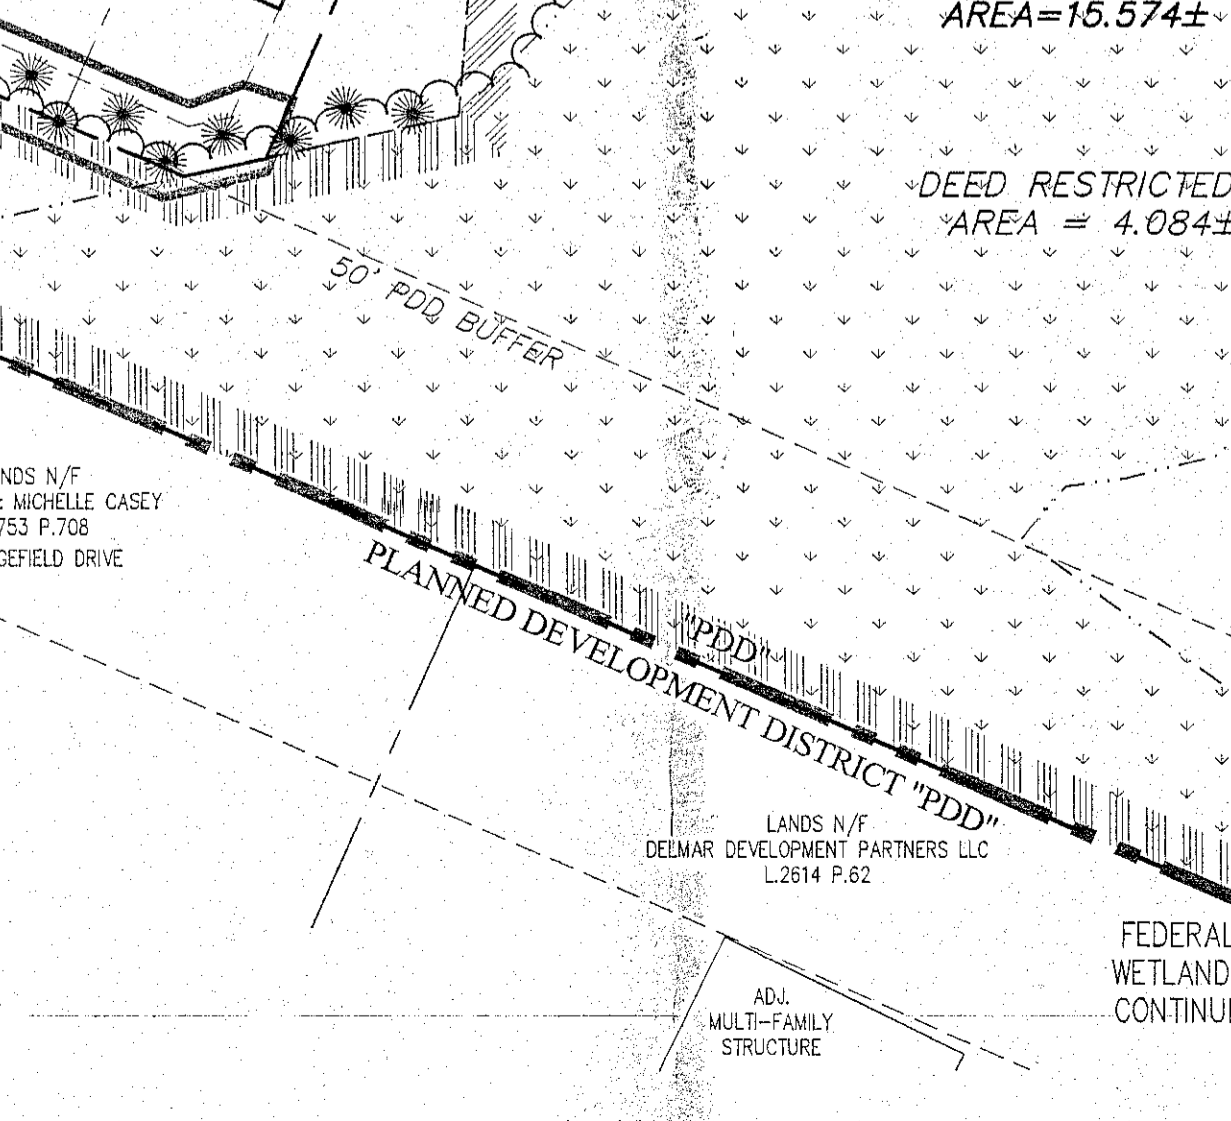 AREA=15.574±
DEED RESTRICTED
AREA = 4.084±
50' PDD BUFFER
NDS N/F
: MICHELLE CASEY
753 P.708
GEFIELD DRIVE
"PDD"
PLANNED DEVELOPMENT DISTRICT "PDD"
LANDS N/F
DELMAR DEVELOPMENT PARTNERS LLC
L.2614 P.62
FEDERAL
WETLAND
CONTINU
ADJ.
MULTI-FAMILY
STRUCTURE